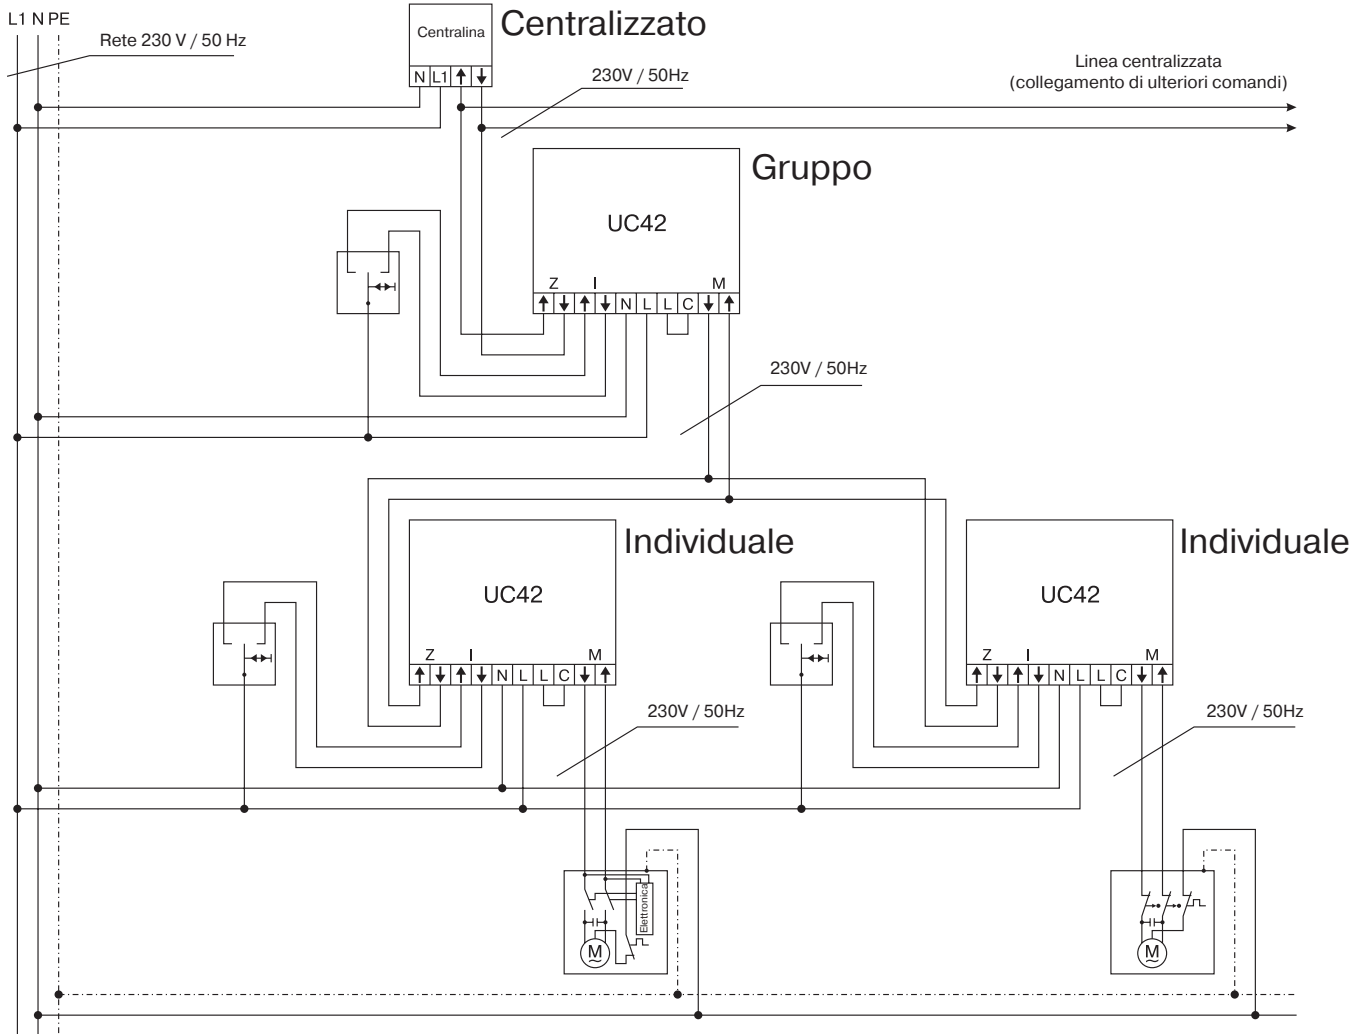 L1 N PE
Rete 230 V / 50 Hz
Centralina
Centralizzato
N L1
230V / 50Hz
Linea centralizzata
(collegamento di ulteriori comandi)
Gruppo
UC42
Z I M
N L L C
230V / 50Hz
Individuale
UC42
Z I M
N L L C
230V / 50Hz
Individuale
UC42
Z I M
N L L C
230V / 50Hz
Elettronica
M
M